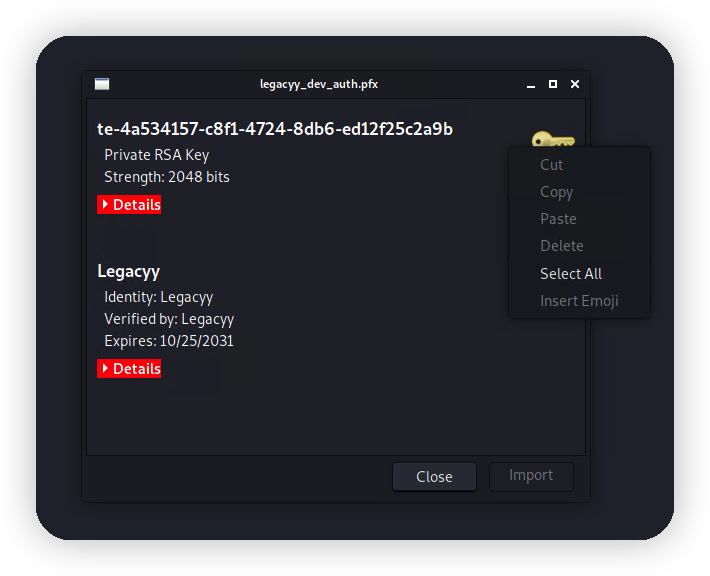 legacyy_dev_auth.pfx
te-4a534157-c8f1-4724-8db6-ed12f25c2a9b
Private RSA Key
Strength: 2048 bits
Details
Legacyy
Identity: Legacyy
Verified by: Legacyy
Expires: 10/25/2031
Details
Cut
Copy
Paste
Delete
Select All
Insert Emoji
Close
Import